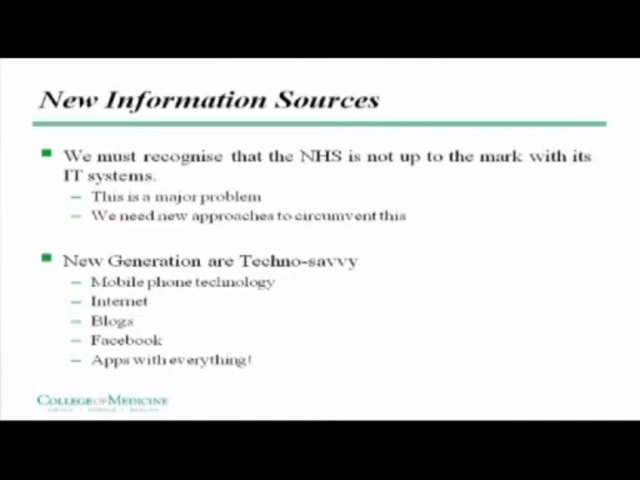 New Information Sources
We must recognise that the NHS is not up to the mark with its
IT systems.
– This is a major problem
– We need new approaches to circumvent this
New Generation are Techno-savvy
– Mobile phone technology
– Internet
– Blogs
– Facebook
– Apps with everything!
COLLEGE OF MEDICINE